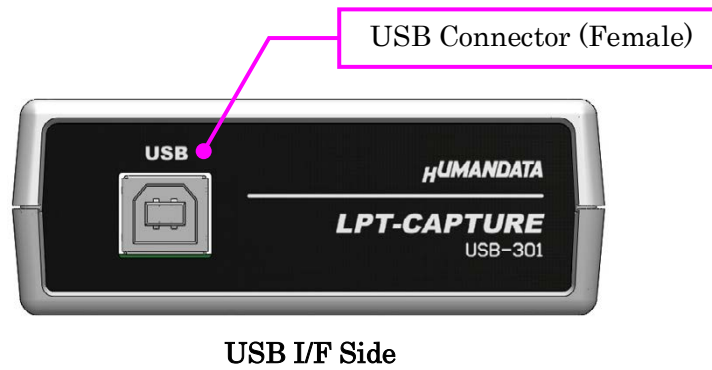 USB Connector (Female)
USB
HUMANDATA
LPT-CAPTURE
USB-301
USB I/F Side